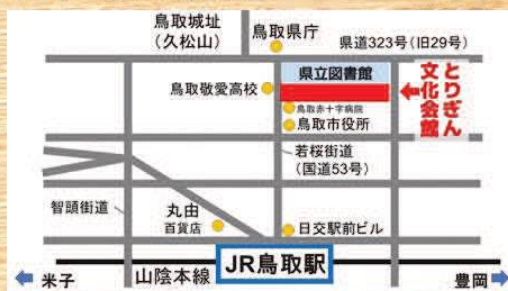 鳥取城址
(久松山)
鳥取県庁
県道323号(旧29号)
県立図書館
鳥取敬愛高校
とりぎん
文化会館
鳥取赤十字病院
鳥取市役所
若桜街道
(国道53号)
智頭街道
丸由
百貨店
日交駅前ビル
JR鳥取駅
米子
山陰本線
豊岡